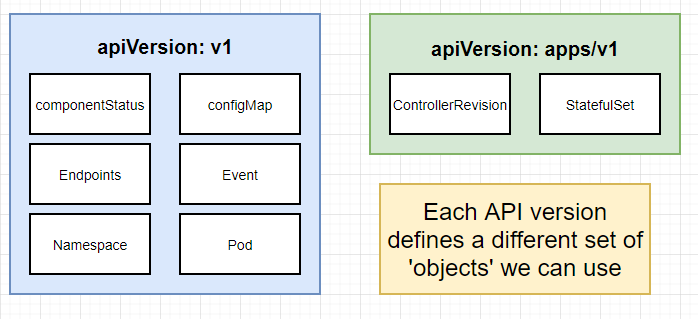 apiVersion: v1
componentStatus
configMap
Endpoints
Event
Namespace
Pod
apiVersion: apps/v1
ControllerRevision
StatefulSet
Each API version
defines a different set of
'objects' we can use